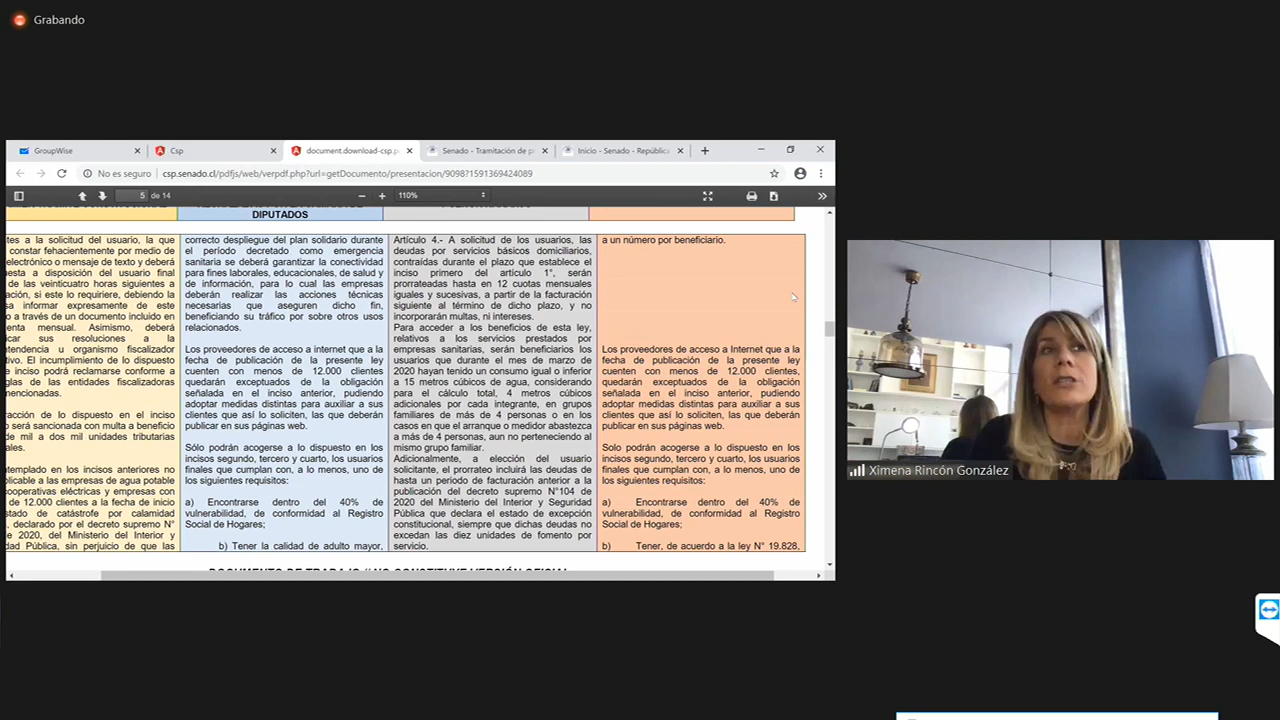 Grabando
GroupWise
Csp
document.download-csp.p
Senado - Tramitación de p
Inicio - Senado - Repúblic
No es seguro
csp.senado.cl/pdfjs/web/verpdf.php?url=getDocumento/presentacion/9098?1591369424089
5 de 14
110%
DIPUTADOS
tes a la solicitud del usuario, la que
constar fehacientemente por medio de
electrónico o mensaje de texto y deberá
uesta a disposición del usuario final
de las veinticuatro horas siguientes a
ación, si este lo requiriere, debiendo la
sa informar expresamente de este
o a través de un documento incluido en
enta mensual. Asimismo, deberá
icar sus resoluciones a la
ntendencia u organismo fiscalizador
tivo. El incumplimiento de lo dispuesto
e inciso podrá reclamarse conforme a
glas de las entidades fiscalizadoras
mencionadas.
racción de lo dispuesto en el inciso
o será sancionada con multa a beneficio
de mil a dos mil unidades tributarias
ales.
ntemplado en los incisos anteriores no
plicable a las empresas de agua potable
cooperativas eléctricas y empresas con
de 12.000 clientes a la fecha de inicio
stado de catástrofe por calamidad
, declarado por el decreto supremo N°
e 2020, del Ministerio del Interior y
dad Pública, sin perjuicio de que las
correcto despliegue del plan solidario durante
el período decretado como emergencia
sanitaria se deberá garantizar la conectividad
para fines laborales, educacionales, de salud y
de información, para lo cual las empresas
deberán realizar las acciones técnicas
necesarias que aseguren dicho fin,
beneficiando su tráfico por sobre otros usos
relacionados.
Los proveedores de acceso a internet que a la
fecha de publicación de la presente ley
cuenten con menos de 12.000 clientes
quedarán exceptuados de la obligación
señalada en el inciso anterior, pudiendo
adoptar medidas distintas para auxiliar a sus
clientes que así lo soliciten, las que deberán
publicar en sus páginas web.
Sólo podrán acogerse a lo dispuesto en los
incisos segundo, tercero y cuarto, los usuarios
finales que cumplan con, a lo menos, uno de
los siguientes requisitos:
a) Encontrarse dentro del 40% de
vulnerabilidad, de conformidad al Registro
Social de Hogares;
b) Tener la calidad de adulto mayor,
Artículo 4.- A solicitud de los usuarios, las
deudas por servicios básicos domiciliarios,
contraídas durante el plazo que establece el
inciso primero del artículo 1°, serán
prorrateadas hasta en 12 cuotas mensuales
iguales y sucesivas, a partir de la facturación
siguiente al término de dicho plazo, y no
incorporarán multas, ni intereses.
Para acceder a los beneficios de esta ley,
relativos a los servicios prestados por
empresas sanitarias, serán beneficiarios los
usuarios que durante el mes de marzo de
2020 hayan tenido un consumo igual o inferior
a 15 metros cúbicos de agua, considerando
para el cálculo total, 4 metros cúbicos
adicionales por cada integrante, en grupos
familiares de más de 4 personas o en los
casos en que el arranque o medidor abastezca
a más de 4 personas, aun no perteneciendo al
mismo grupo familiar.
Adicionalmente, a elección del usuario
solicitante, el prorrateo incluirá las deudas de
hasta un periodo de facturación anterior a la
publicación del decreto supremo N°104 de
2020 del Ministerio del Interior y Seguridad
Pública que declara el estado de excepción
constitucional, siempre que dichas deudas no
excedan las diez unidades de fomento por
servicio.
a un número por beneficiario.
Los proveedores de acceso a Internet que a la
fecha de publicación de la presente ley
cuenten con menos de 12.000 clientes,
quedarán exceptuados de la obligación
señalada en el inciso anterior, pudiendo
adoptar medidas distintas para auxiliar a sus
clientes que así lo soliciten, las que deberán
publicar en sus páginas web.
Sólo podrán acogerse a lo dispuesto en los
incisos segundo, tercero y cuarto, los usuarios
finales que cumplan con, a lo menos, uno de
los siguientes requisitos:
a) Encontrarse dentro del 40% de
vulnerabilidad, de conformidad al Registro
Social de Hogares;
b) Tener, de acuerdo a la ley N° 19.828,
DOCUMENTO DE TRABAJO // NO CONSTITUYE VERSIÓN OFICIAL
Ximena Rincón González